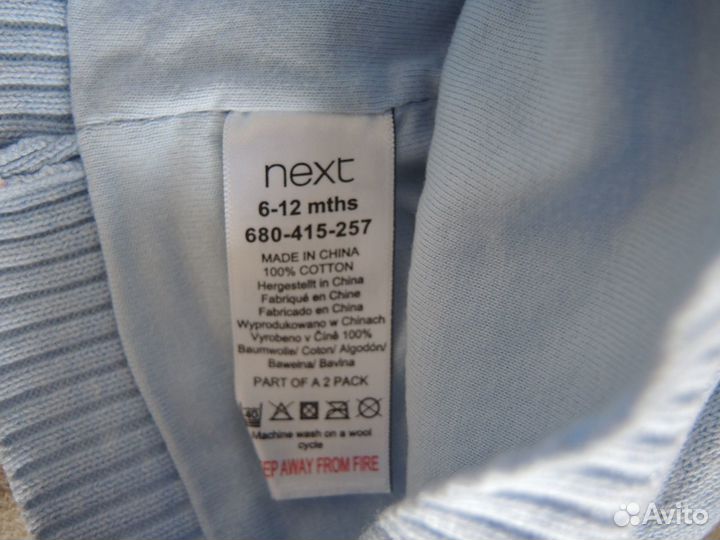 next
6-12 mths
680-415-257
MADE IN CHINA
100% COTTON
Hergestellt in China
Fabriqué en Chine
Fabricado en China
Wyprodukowano w Chinach
Vyrobeno v Číně 100%
Baumwolle/ Coton/ Algodón/
Bawełna/ Bavlna
PART OF A 2 PACK
40
Machine wash on a wool
cycle
KEEP AWAY FROM FIRE
Avito